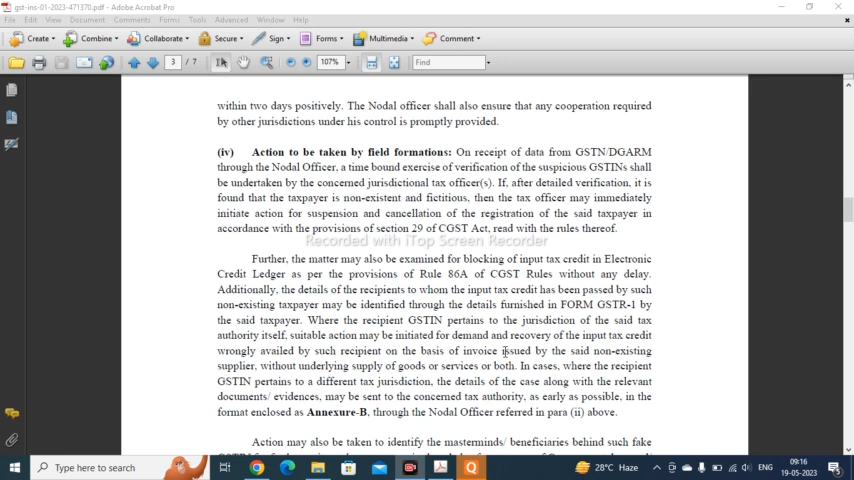 gst-ins-01-2023-471370.pdf - Adobe Acrobat Pro
File Edit View Document Comments Forms Tools Advanced Window Help
Create Combine Collaborate Secure Sign Forms Multimedia Comment
3 / 7 107% Find
within two days positively. The Nodal officer shall also ensure that any cooperation required
by other jurisdictions under his control is promptly provided.
(iv) Action to be taken by field formations: On receipt of data from GSTN/DGARM
through the Nodal Officer, a time bound exercise of verification of the suspicious GSTINs shall
be undertaken by the concerned jurisdictional tax officer(s). If, after detailed verification, it is
found that the taxpayer is non-existent and fictitious, then the tax officer may immediately
initiate action for suspension and cancellation of the registration of the said taxpayer in
accordance with the provisions of section 29 of CGST Act, read with the rules thereof.
Recorded with iTop Screen Recorder
Further, the matter may also be examined for blocking of input tax credit in Electronic
Credit Ledger as per the provisions of Rule 86A of CGST Rules without any delay.
Additionally, the details of the recipients to whom the input tax credit has been passed by such
non-existing taxpayer may be identified through the details furnished in FORM GSTR-1 by
the said taxpayer. Where the recipient GSTIN pertains to the jurisdiction of the said tax
authority itself, suitable action may be initiated for demand and recovery of the input tax credit
wrongly availed by such recipient on the basis of invoice issued by the said non-existing
supplier, without underlying supply of goods or services or both. In cases, where the recipient
GSTIN pertains to a different tax jurisdiction, the details of the case along with the relevant
documents/ evidences, may be sent to the concerned tax authority, as early as possible, in the
format enclosed as Annexure-B, through the Nodal Officer referred in para (ii) above.
Action may also be taken to identify the masterminds/ beneficiaries behind such fake
Type here to search
28°C Haze ENG 09:16
19-05-2023 5